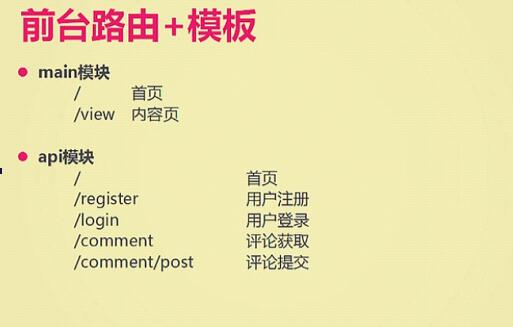 前台路由+模板
main模块
/ 首页
/view 内容页
api模块
/ 首页
/register 用户注册
/login 用户登录
/comment 评论获取
/comment/post 评论提交